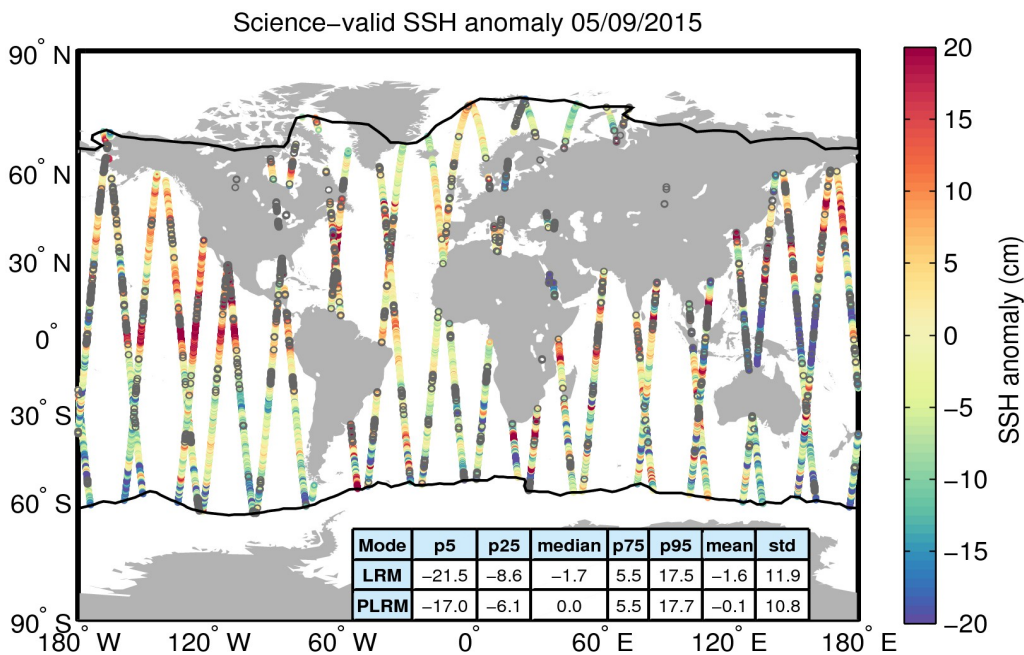 Science−valid SSH anomaly 05/09/2015
90° N
60° N
30° N
0°
30° S
60° S
90° S
180° W 120° W 60° W 0° 60° E 120° E 180° E
Mode p5 p25 median p75 p95 mean std
LRM −21.5 −8.6 −1.7 5.5 17.5 −1.6 11.9
PLRM −17.0 −6.1 0.0 5.5 17.7 −0.1 10.8
20
15
10
5
0
−5
−10
−15
−20
SSH anomaly (cm)